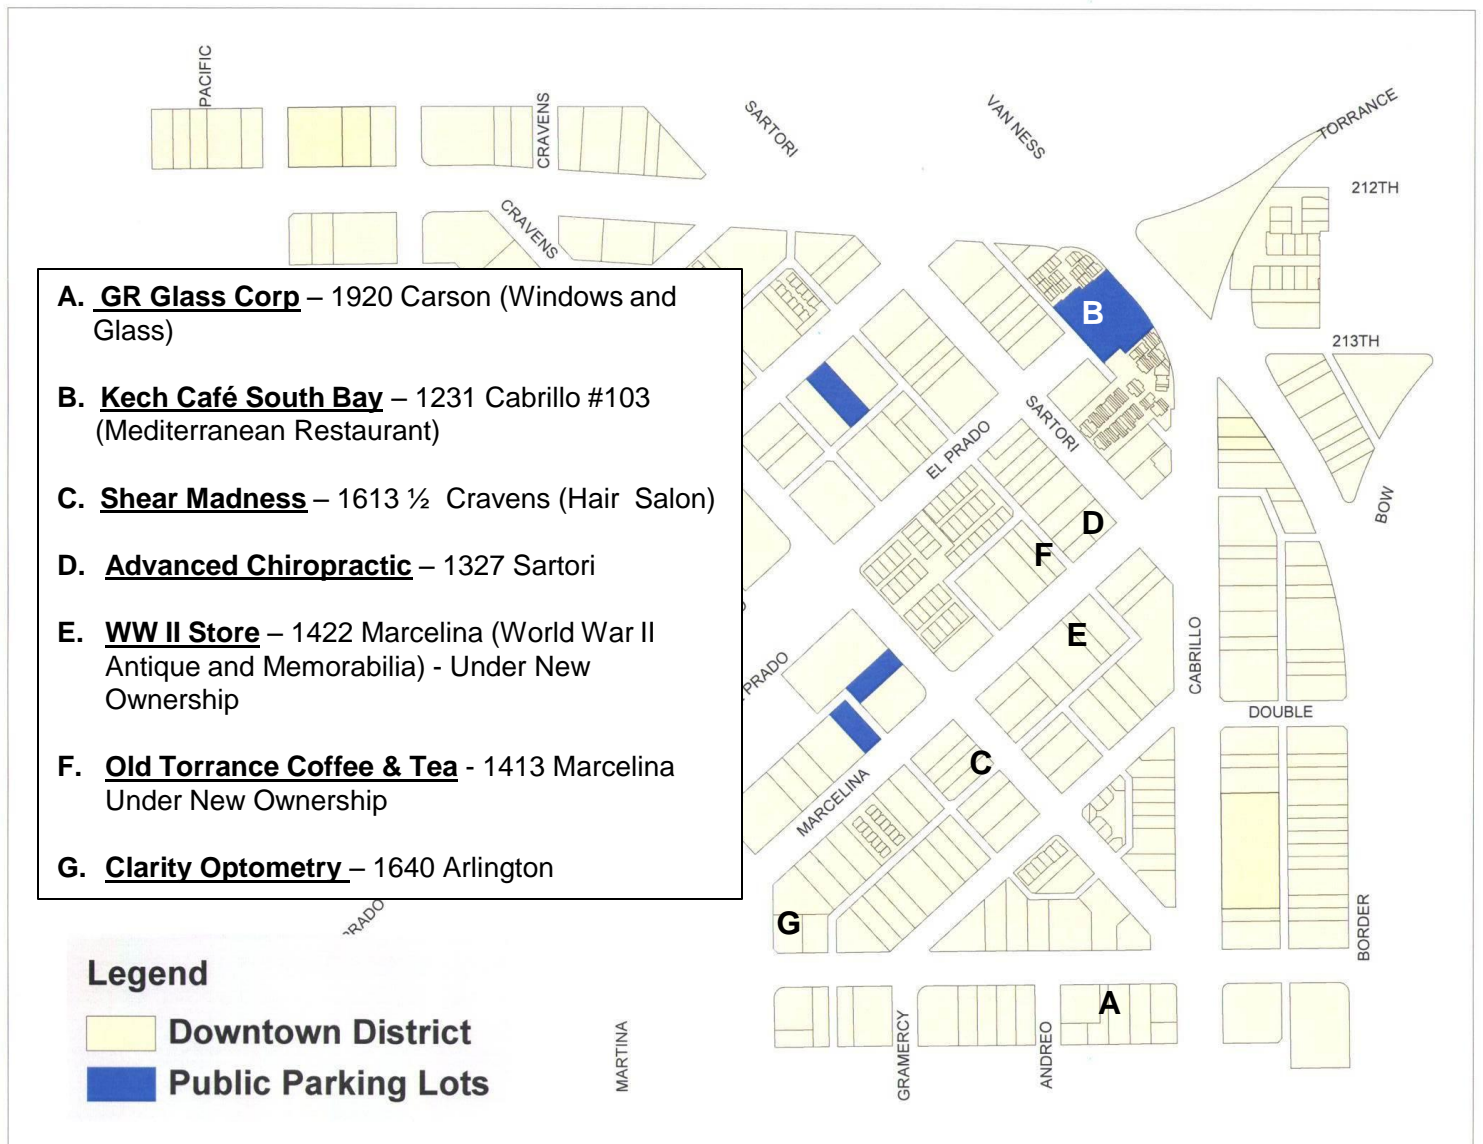 PACIFIC
CRAVENS
SARTORI
VAN NESS
TORRANCE
212TH
CRAVENS
213TH
B
SARTORI
EL PRADO
BOW
D
F
E
CABRILLO
PRADO
DOUBLE
C
MARCELINA
G
BORDER
A
GRAMERCY
ANDREO
MARTINA
A. GR Glass Corp – 1920 Carson (Windows and
Glass)
B. Kech Café South Bay – 1231 Cabrillo #103
(Mediterranean Restaurant)
C. Shear Madness – 1613 ½ Cravens (Hair Salon)
D. Advanced Chiropractic – 1327 Sartori
E. WW II Store – 1422 Marcelina (World War II
Antique and Memorabilia) - Under New
Ownership
F. Old Torrance Coffee & Tea - 1413 Marcelina
Under New Ownership
G. Clarity Optometry – 1640 Arlington
PRADO
Legend
Downtown District
Public Parking Lots